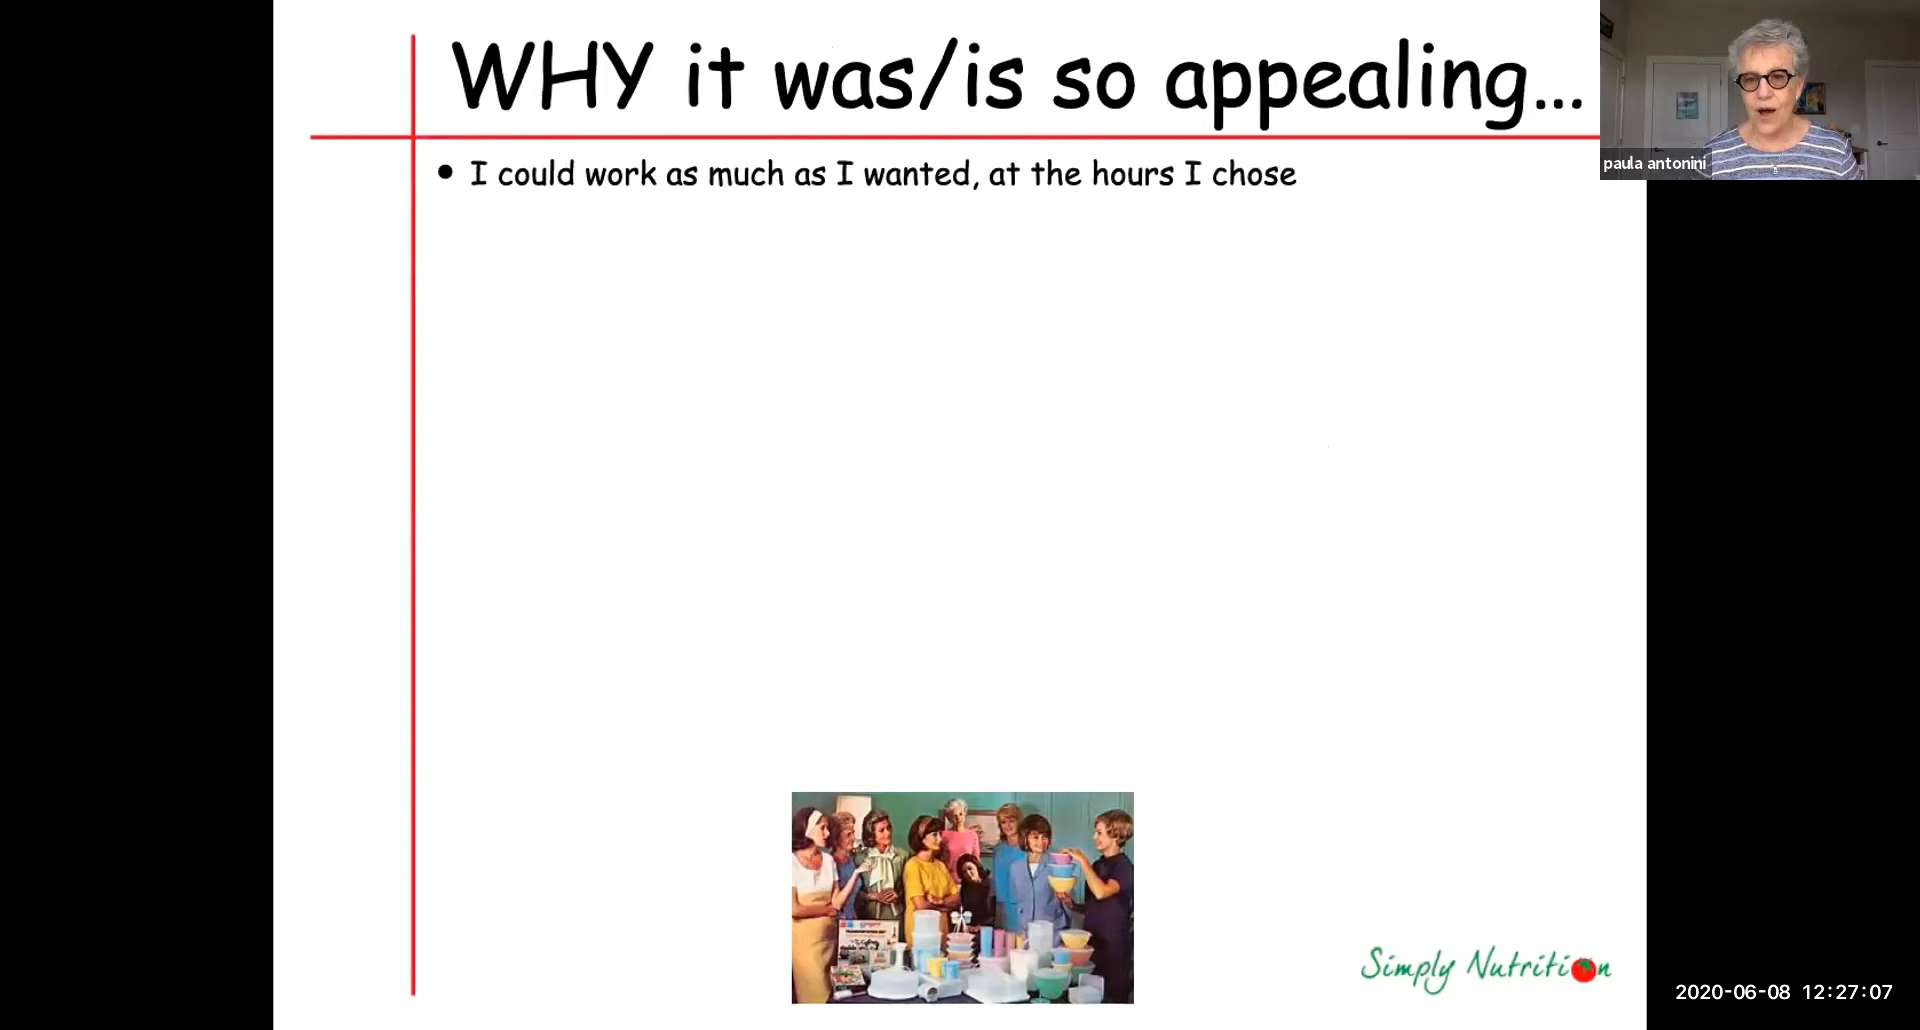 WHY it was/is so appealing...
paula antonini
• I could work as much as I wanted, at the hours I chose
Simply Nutrition
2020-06-08 12:27:07